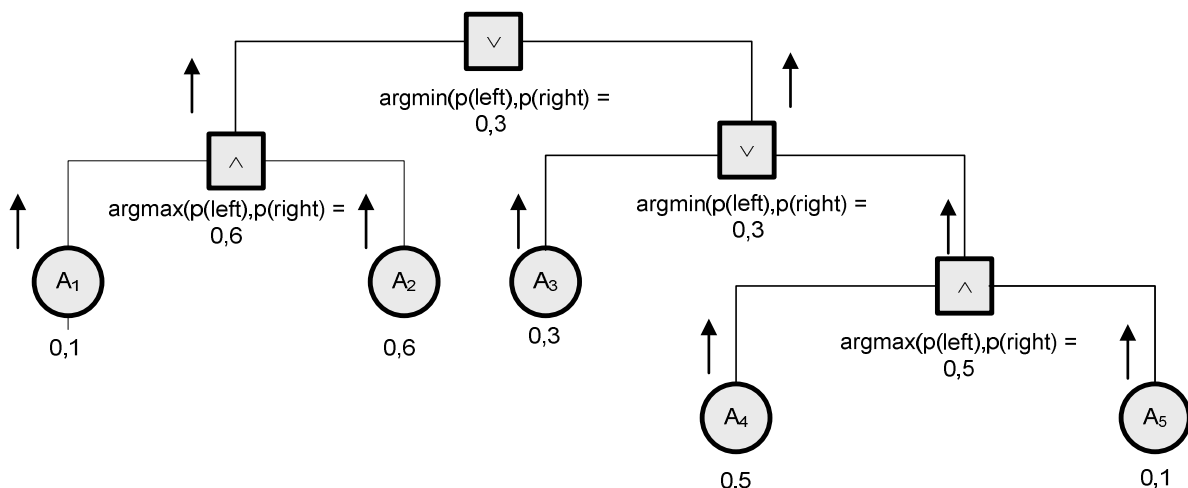 ∨
argmin(p(left),p(right) =
0,3
∧
argmax(p(left),p(right) =
0,6
∨
argmin(p(left),p(right) =
0,3
A₁
0,1
A₂
0,6
A₃
0,3
∧
argmax(p(left),p(right) =
0,5
A₄
0,5
A₅
0,1